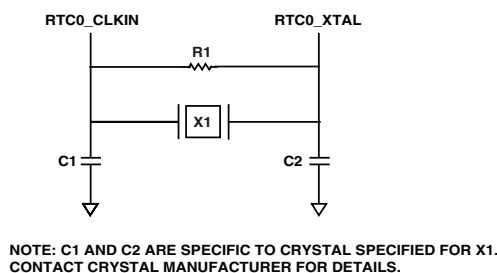 RTC0_CLKIN RTC0_XTAL
R1
X1
C1 C2
NOTE: C1 AND C2 ARE SPECIFIC TO CRYSTAL SPECIFIED FOR X1.
CONTACT CRYSTAL MANUFACTURER FOR DETAILS.